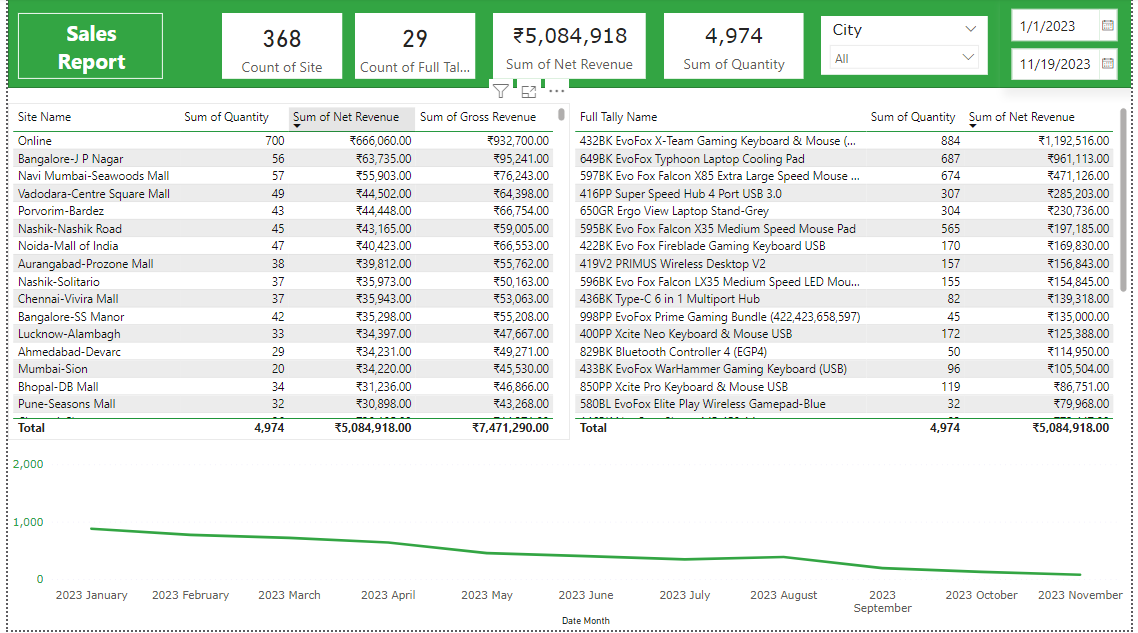 Sales
Report
368
Count of Site
29
Count of Full Tal...
₹5,084,918
Sum of Net Revenue
4,974
Sum of Quantity
City
All
1/1/2023
11/19/2023
Site Name Sum of Quantity Sum of Net Revenue Sum of Gross Revenue
Online 700 ₹666,060.00 ₹932,700.00
Bangalore-J P Nagar 56 ₹63,735.00 ₹95,241.00
Navi Mumbai-Seawoods Mall 57 ₹55,903.00 ₹76,243.00
Vadodara-Centre Square Mall 49 ₹44,502.00 ₹64,398.00
Porvorim-Bardez 43 ₹44,448.00 ₹66,754.00
Nashik-Nashik Road 45 ₹43,165.00 ₹59,005.00
Noida-Mall of India 47 ₹40,423.00 ₹66,553.00
Aurangabad-Prozone Mall 38 ₹39,812.00 ₹55,762.00
Nashik-Solitario 37 ₹35,973.00 ₹50,163.00
Chennai-Vivira Mall 37 ₹35,943.00 ₹53,063.00
Bangalore-SS Manor 42 ₹35,298.00 ₹55,208.00
Lucknow-Alambagh 33 ₹34,397.00 ₹47,667.00
Ahmedabad-Devarc 29 ₹34,231.00 ₹49,271.00
Mumbai-Sion 20 ₹34,220.00 ₹45,530.00
Bhopal-DB Mall 34 ₹31,236.00 ₹46,866.00
Pune-Seasons Mall 32 ₹30,898.00 ₹43,268.00
Total 4,974 ₹5,084,918.00 ₹7,471,290.00
Full Tally Name Sum of Quantity Sum of Net Revenue
432BK EvoFox X-Team Gaming Keyboard & Mouse (... 884 ₹1,192,516.00
649BK EvoFox Typhoon Laptop Cooling Pad 687 ₹961,113.00
597BK Evo Fox Falcon X85 Extra Large Speed Mouse ... 674 ₹471,126.00
416PP Super Speed Hub 4 Port USB 3.0 307 ₹285,203.00
650GR Ergo View Laptop Stand-Grey 304 ₹230,736.00
595BK Evo Fox Falcon X35 Medium Speed Mouse Pad 565 ₹197,185.00
422BK Evo Fox Fireblade Gaming Keyboard USB 170 ₹169,830.00
419V2 PRIMUS Wireless Desktop V2 157 ₹156,843.00
596BK Evo Fox Falcon LX35 Medium Speed LED Mou... 155 ₹154,845.00
436BK Type-C 6 in 1 Multiport Hub 82 ₹139,318.00
998PP EvoFox Prime Gaming Bundle (422,423,658,597) 45 ₹135,000.00
400PP Xcite Neo Keyboard & Mouse USB 172 ₹125,388.00
829BK Bluetooth Controller 4 (EGP4) 50 ₹114,950.00
433BK EvoFox WarHammer Gaming Keyboard (USB) 96 ₹105,504.00
850PP Xcite Pro Keyboard & Mouse USB 119 ₹86,751.00
580BL EvoFox Elite Play Wireless Gamepad-Blue 32 ₹79,968.00
Total 4,974 ₹5,084,918.00
2,000
1,000
0
2023 January 2023 February 2023 March 2023 April 2023 May 2023 June 2023 July 2023 August 2023 September 2023 October 2023 November
Date Month